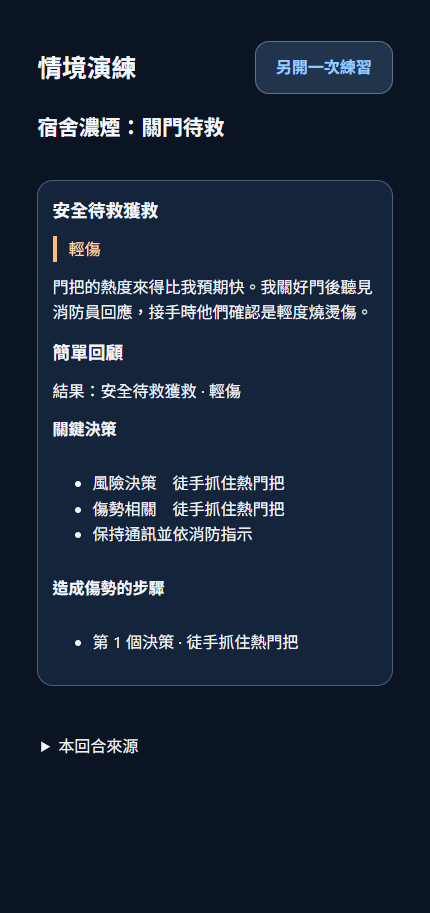 情境演練
另開一次練習
宿舍濃煙：關門待救
安全待救獲救
輕傷
門把的熱度來得比我預期快。我關好門後聽見
消防員回應，接手時他們確認是輕度燒燙傷。
簡單回顧
結果：安全待救獲救 · 輕傷
關鍵決策
• 風險決策　徒手抓住熱門把
• 傷勢相關　徒手抓住熱門把
• 保持通訊並依消防指示
造成傷勢的步驟
• 第 1 個決策 · 徒手抓住熱門把
▶ 本回合來源